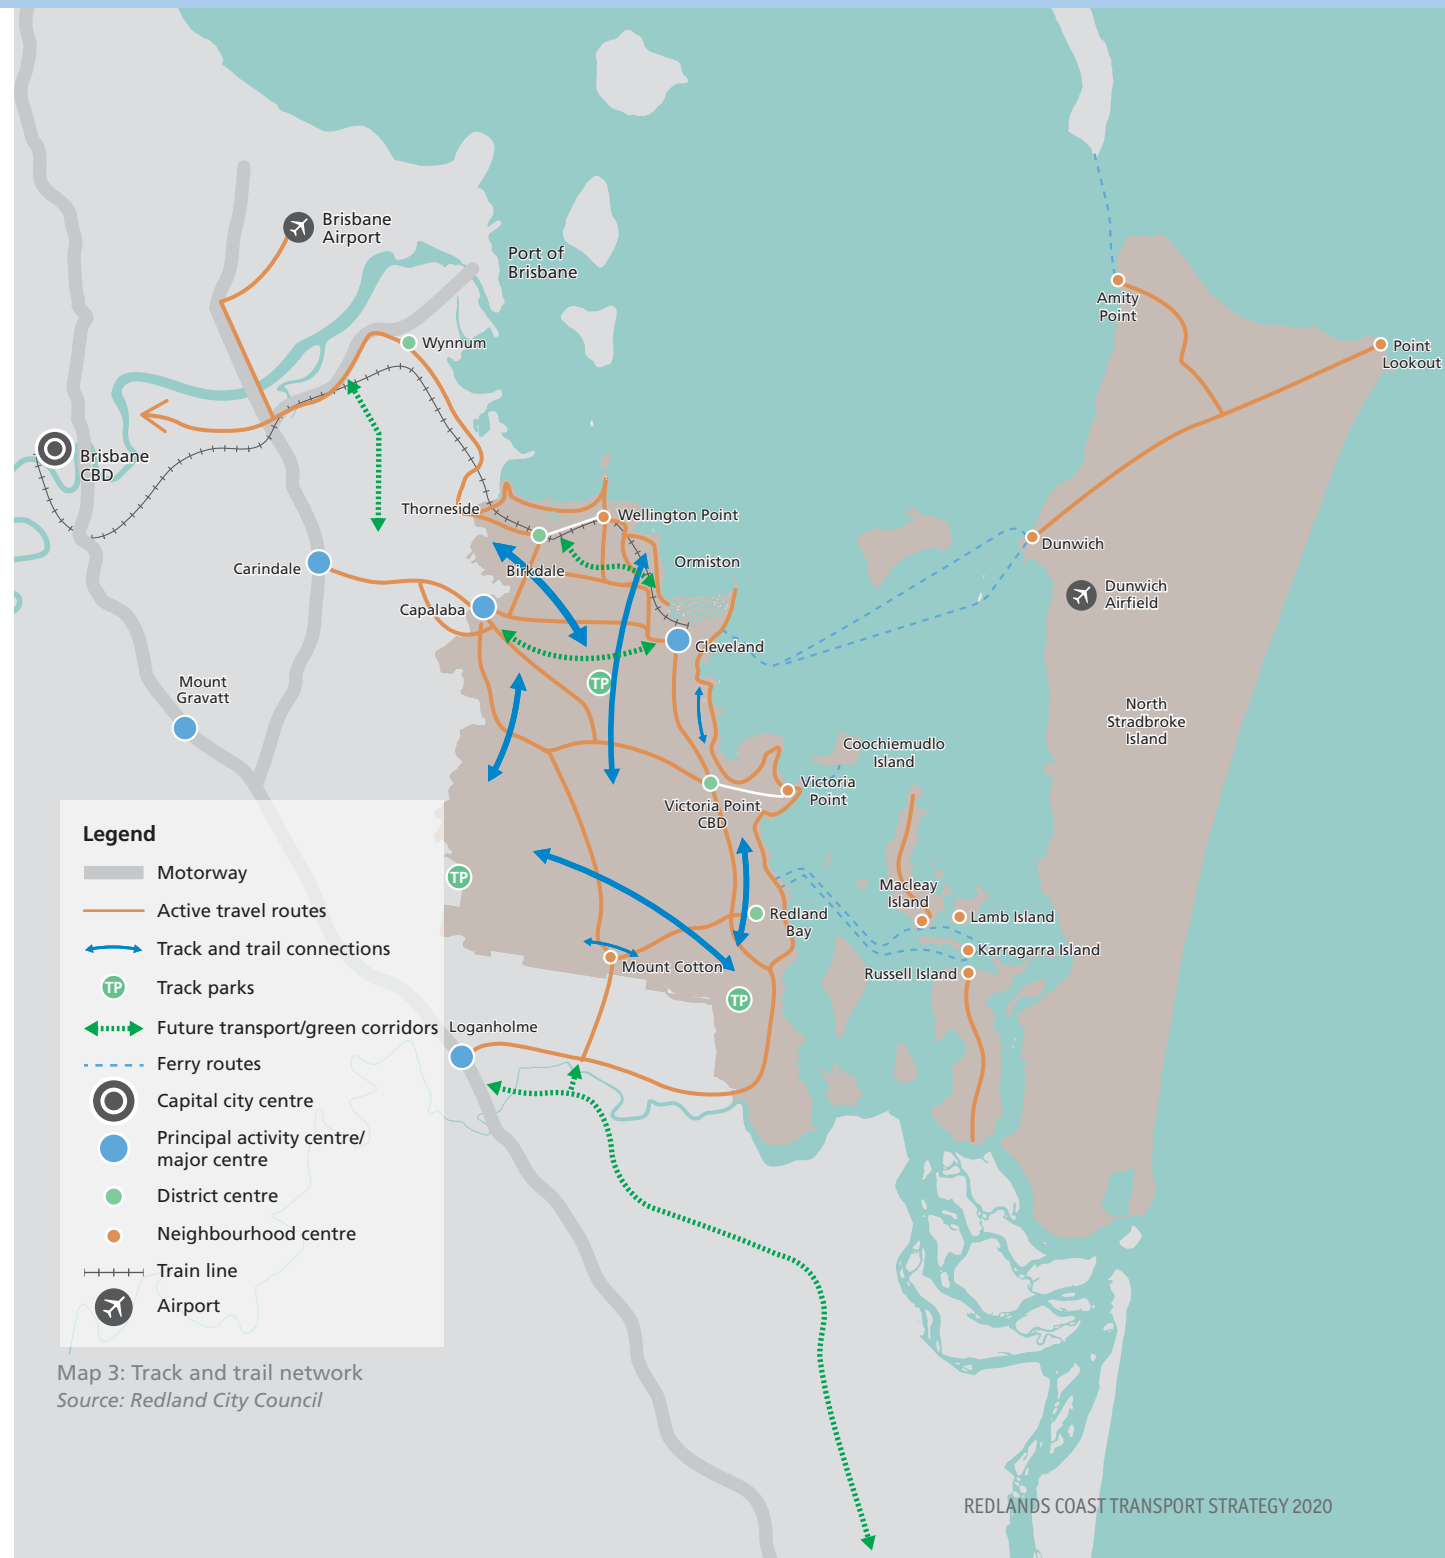 Brisbane
Airport
Port of
Brisbane
Wynnum
Amity
Point
Point
Lookout
Brisbane
CBD
Thorneside
Wellington Point
Dunwich
Ormiston
Carindale
Birkdale
Dunwich
Airfield
Capalaba
Cleveland
TP
Mount
Gravatt
North
Stradbroke
Island
Coochiemudlo
Island
Victoria
Point
Victoria Point
CBD
TP
Macleay
Island
Redland
Bay
Lamb Island
Karragarra Island
Mount Cotton
Russell Island
TP
Loganholme
Legend
Motorway
Active travel routes
Track and trail connections
TP Track parks
Future transport/green corridors
Ferry routes
Capital city centre
Principal activity centre/
major centre
District centre
Neighbourhood centre
Train line
Airport
Map 3: Track and trail network
Source: Redland City Council
REDLANDS COAST TRANSPORT STRATEGY 2020